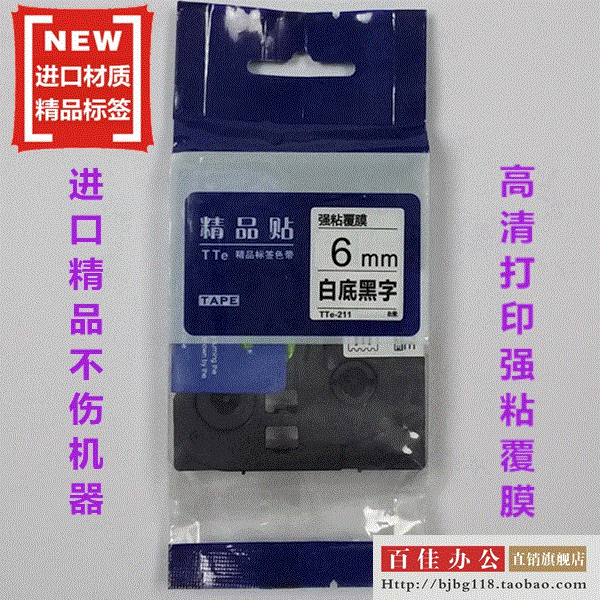 NEW
进口材质
精品标签
进口精品不伤机器
高清打印强粘覆膜
精品贴
TTe 精品标签色带
TAPE
强粘覆膜
6mm
白底黑字
TTe-211 8米
百佳办公 直销旗舰店
Http://bjbg118.taobao.com